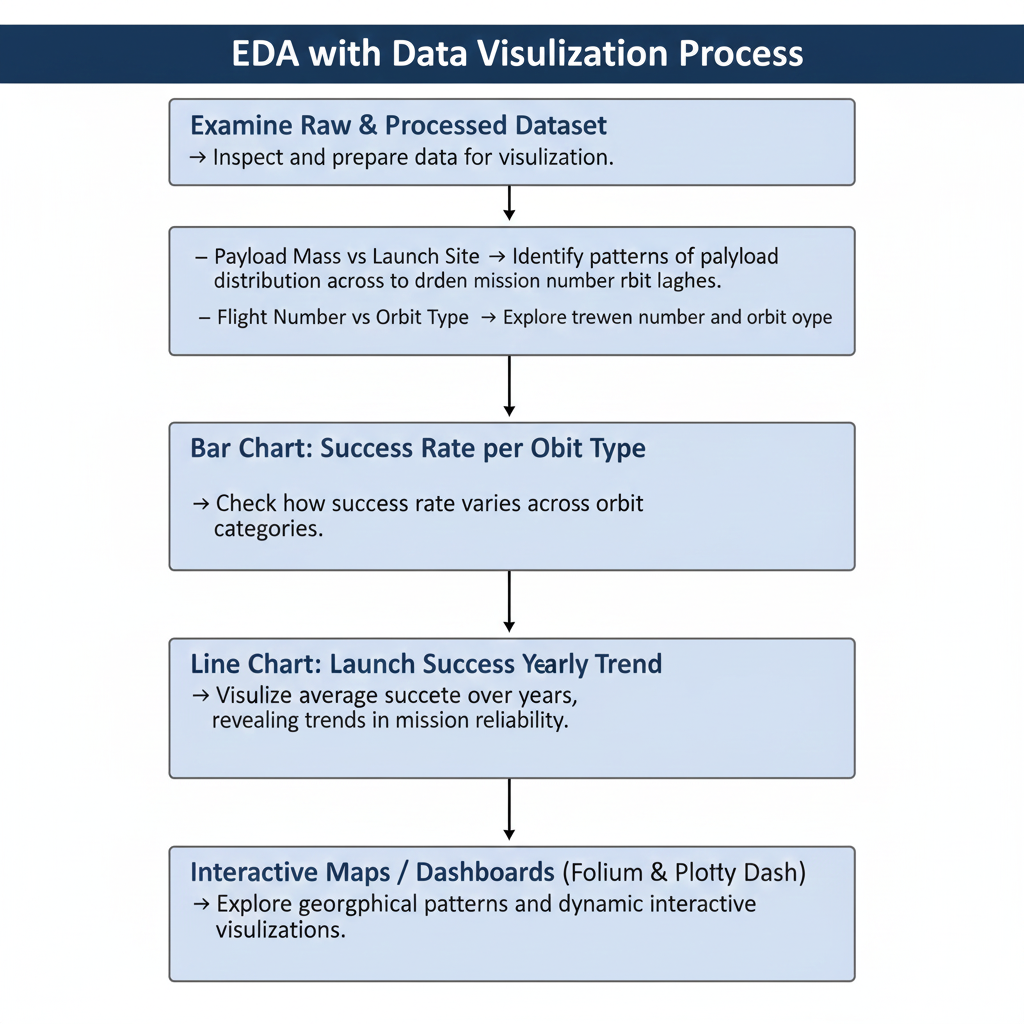 EDA with Data Visulization Process
Examine Raw & Processed Dataset
→ Inspect and prepare data for visulization.
– Payload Mass vs Launch Site → Identify patterns of palyload
distribution across to drden mission number rbit laghes.
– Flight Number vs Orbit Type → Explore trewen number and orbit oype
Bar Chart: Success Rate per Obit Type
→ Check how success rate varies across orbit
categories.
Line Chart: Launch Success Yearly Trend
→ Visulize average succete over years,
revealing trends in mission reliability.
Interactive Maps / Dashboards (Folium & Plotty Dash)
→ Explore georgphical patterns and dynamic interactive
visulizations.